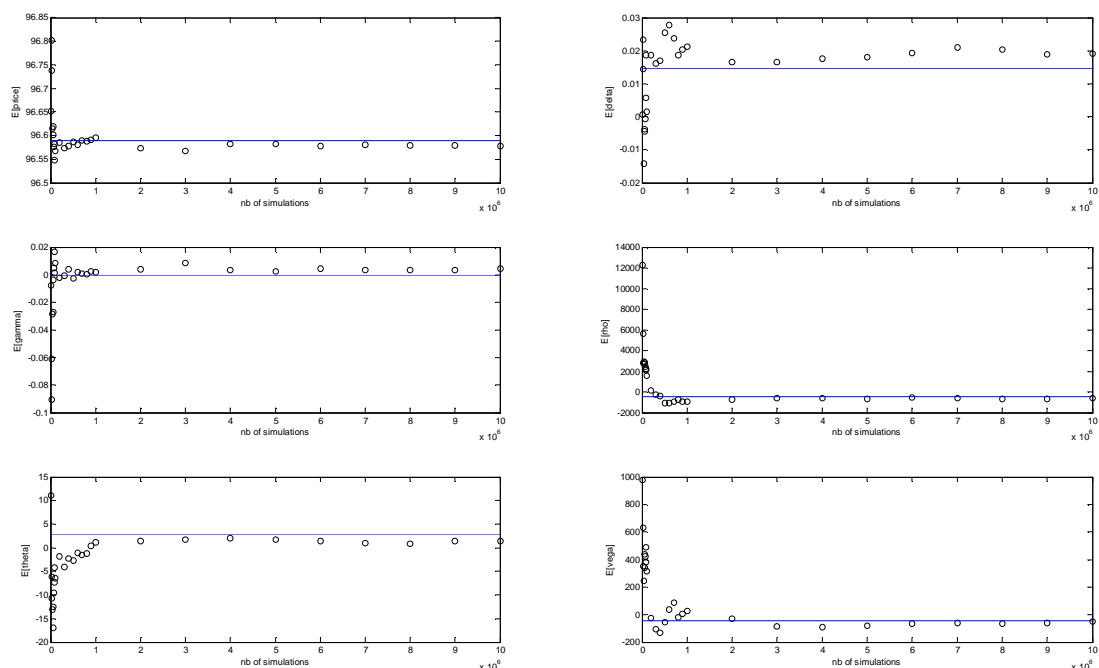 96.85
96.8
96.75
96.7
96.65
96.6
96.55
96.5
E[price]
0 1 2 3 4 5 6 7 8 9 10
nb of simulations
x 10^6
0.03
0.02
0.01
0
-0.01
-0.02
E[delta]
0 1 2 3 4 5 6 7 8 9 10
nb of simulations
x 10^6
0.02
0
-0.02
-0.04
-0.06
-0.08
-0.1
E[gamma]
0 1 2 3 4 5 6 7 8 9 10
nb of simulations
x 10^6
14000
12000
10000
8000
6000
4000
2000
0
-2000
E[rho]
0 1 2 3 4 5 6 7 8 9 10
nb of simulations
x 10^6
15
10
5
0
-5
-10
-15
-20
E[theta]
0 1 2 3 4 5 6 7 8 9 10
nb of simulations
x 10^6
1000
800
600
400
200
0
-200
E[vega]
0 1 2 3 4 5 6 7 8 9 10
nb of simulations
x 10^6